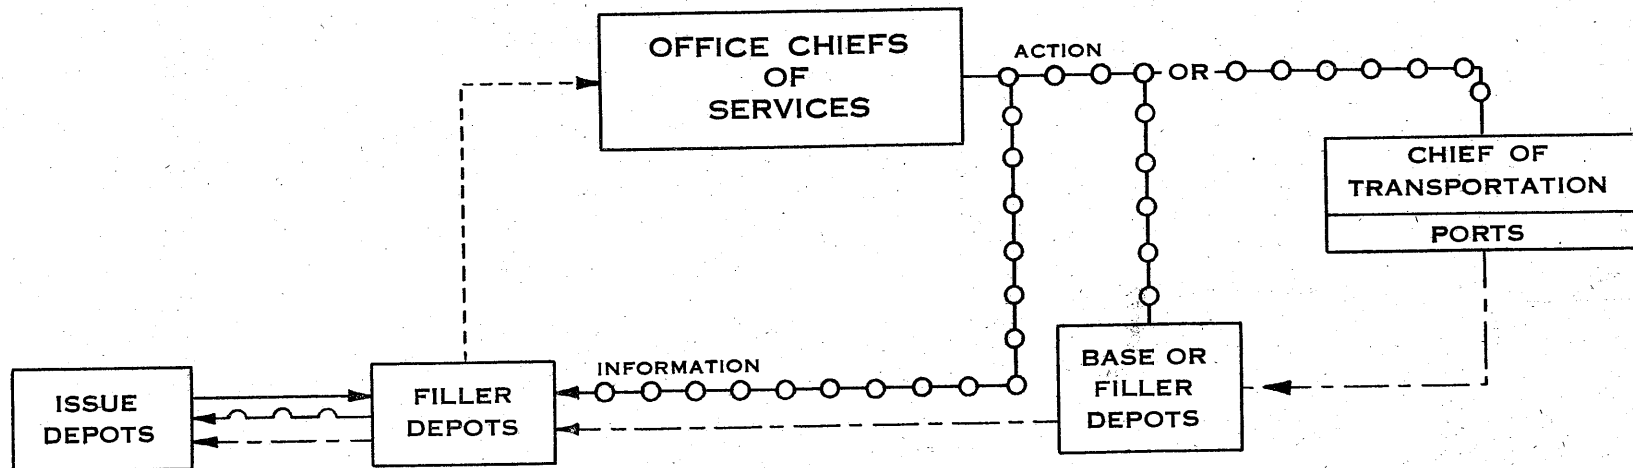 OFFICE CHIEFS
OF
SERVICES
ACTION
OR
CHIEF OF
TRANSPORTATION
PORTS
INFORMATION
BASE OR
FILLER
DEPOTS
ISSUE
DEPOTS
FILLER
DEPOTS